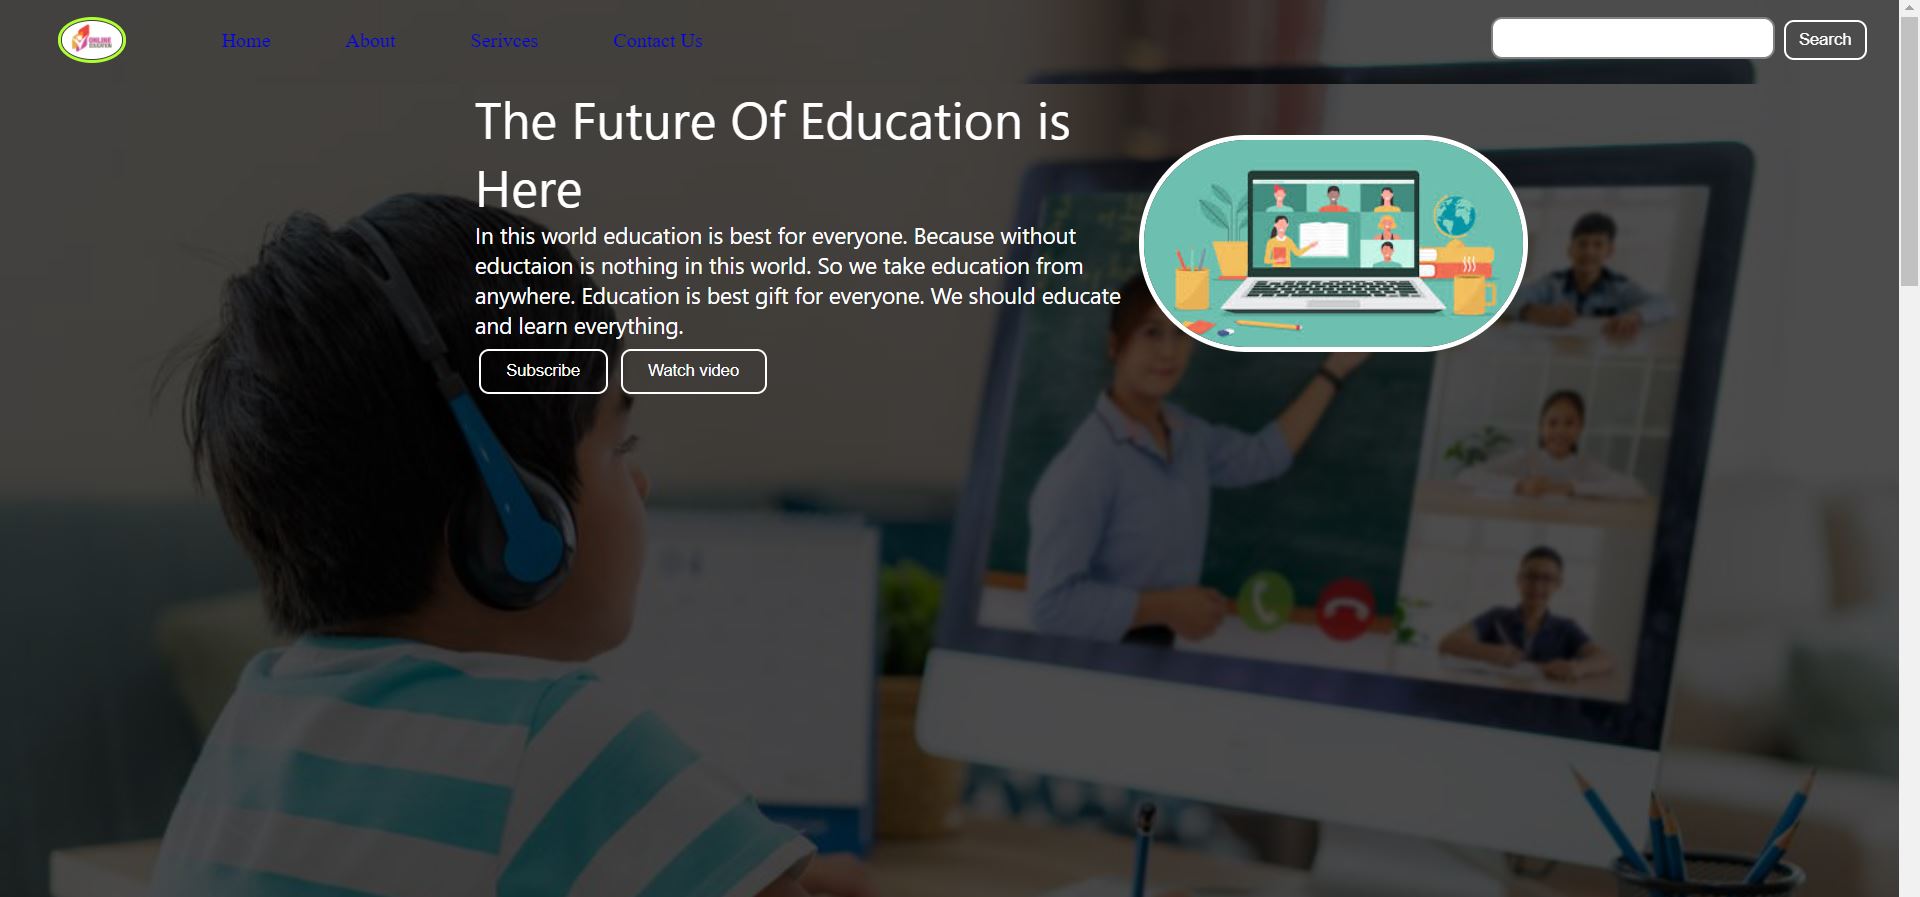 ONLINE
EDUCATION
Home About Serivces Contact Us
Search
The Future Of Education is
Here
In this world education is best for everyone. Because without
eductaion is nothing in this world. So we take education from
anywhere. Education is best gift for everyone. We should educate
and learn everything.
Subscribe Watch video